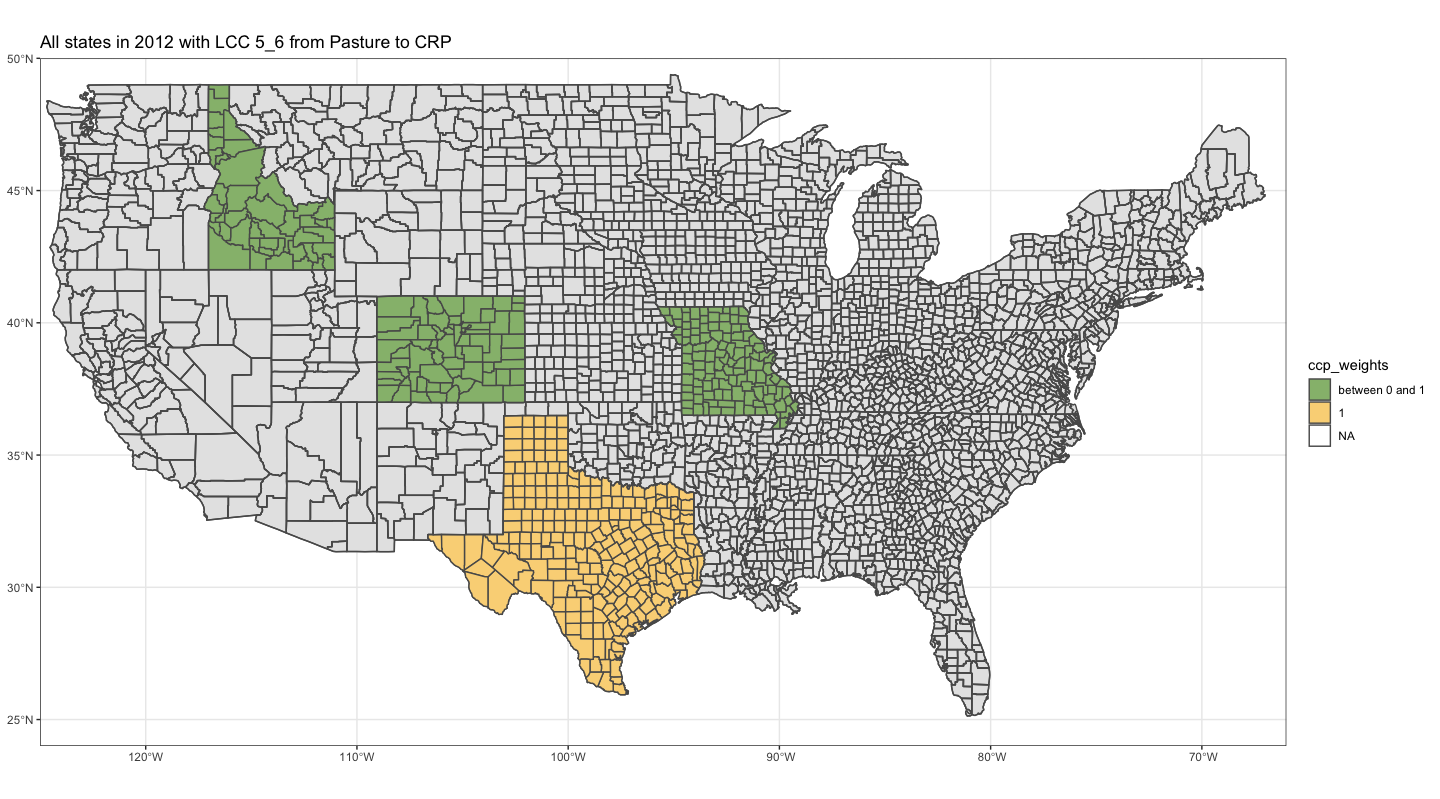 All states in 2012 with LCC 5_6 from Pasture to CRP
50°N
45°N
40°N
35°N
30°N
25°N
120°W
110°W
100°W
90°W
80°W
70°W
ccp_weights
between 0 and 1
1
NA